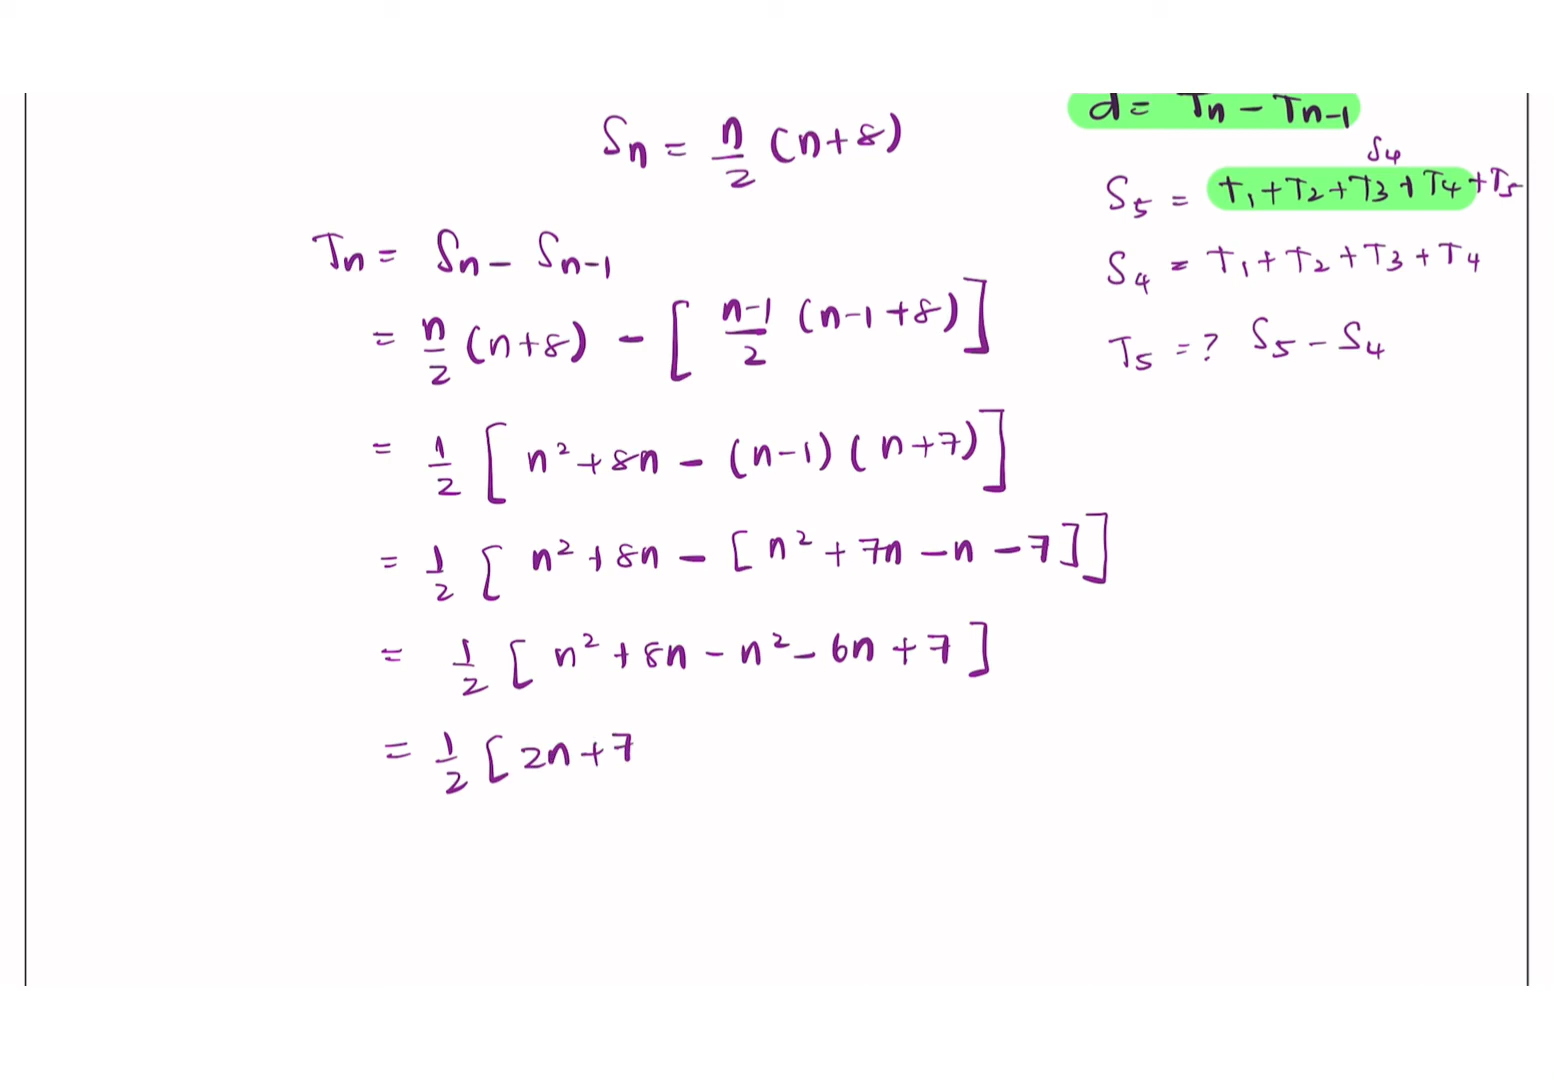 d = Tn - Tn-1
Sn = n/2 (n+8)
S4
S5 = T1+T2+T3+T4+T5
Tn = Sn - Sn-1
S4 = T1+T2+T3+T4
= n/2 (n+8) - [ n-1/2 (n-1+8)]
T5 =? S5 - S4
= 1/2 [ n²+8n - (n-1)(n+7)]
= 1/2 [ n²+8n - [n²+7n-n-7]]
= 1/2 [ n²+8n-n²-6n+7 ]
= 1/2 [ 2n+7